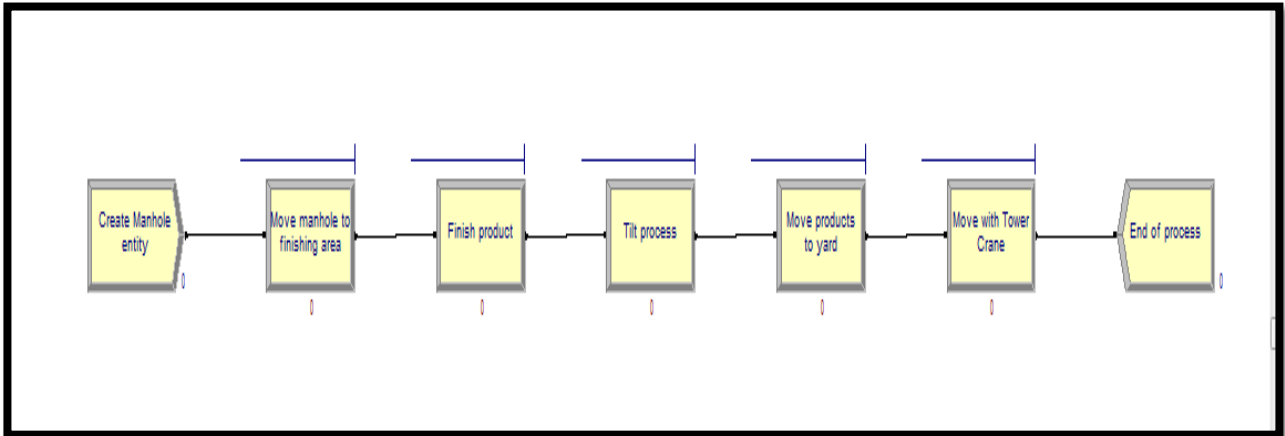 Create Manhole
entity
0
Move manhole to
finishing area
0
Finish product
0
Tilt process
0
Move products
to yard
0
Move with Tower
Crane
0
End of process
0